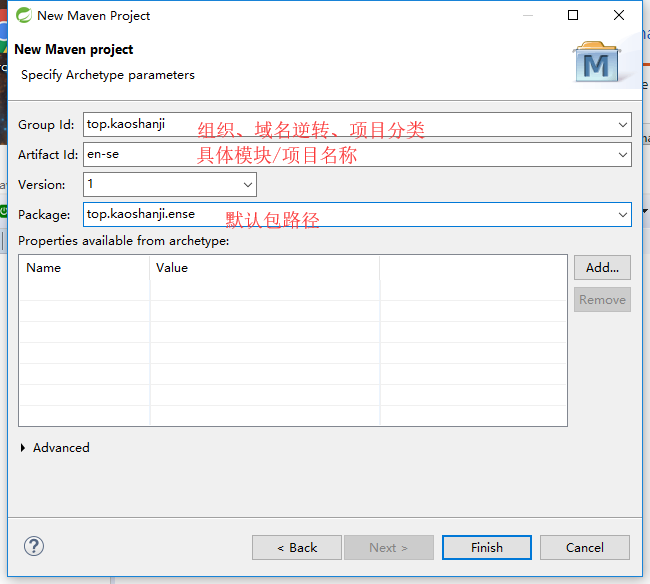 New Maven Project
New Maven project
Specify Archetype parameters
M
Group Id: top.kaoshanji 组织、域名逆转、项目分类
Artifact Id: en-se 具体模块/项目名称
Version: 1
Package: top.kaoshanji.ense 默认包路径
Properties available from archetype:
Name Value
Add...
Remove
Advanced
? < Back Next > Finish Cancel